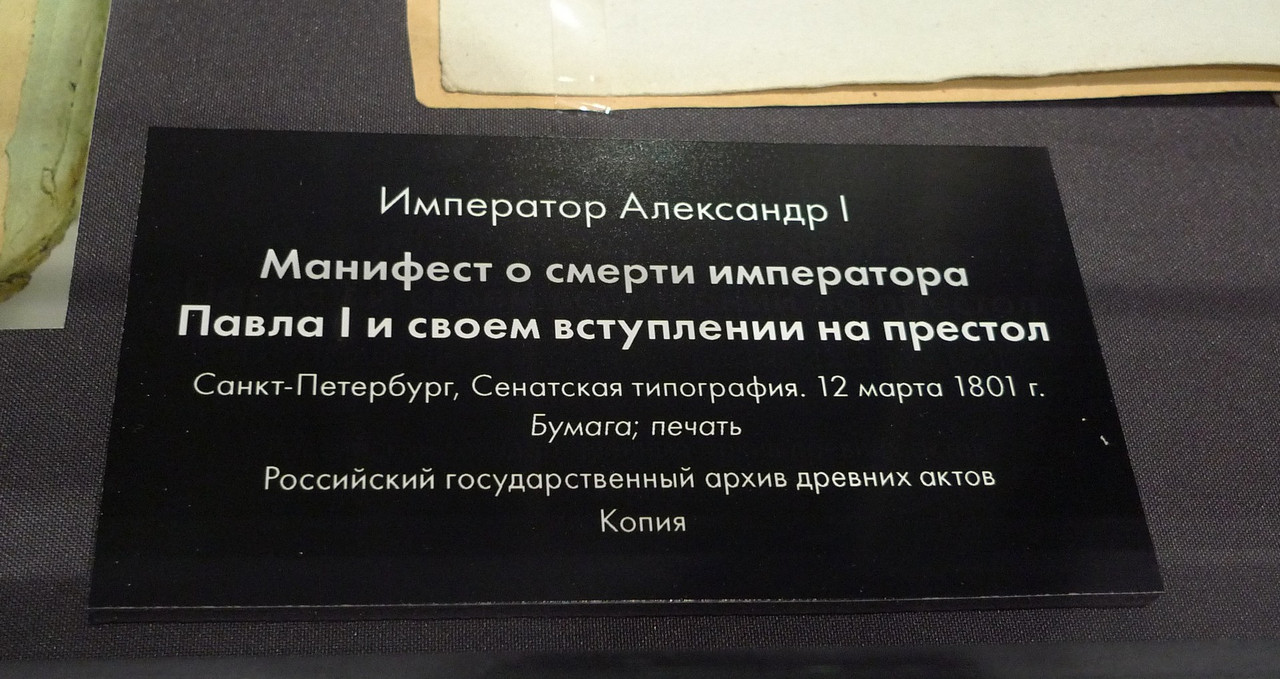 Император Александр I
Манифест о смерти императора
Павла I и своем вступлении на престол
Санкт-Петербург, Сенатская типография. 12 марта 1801 г.
Бумага; печать
Российский государственный архив древних актов
Копия